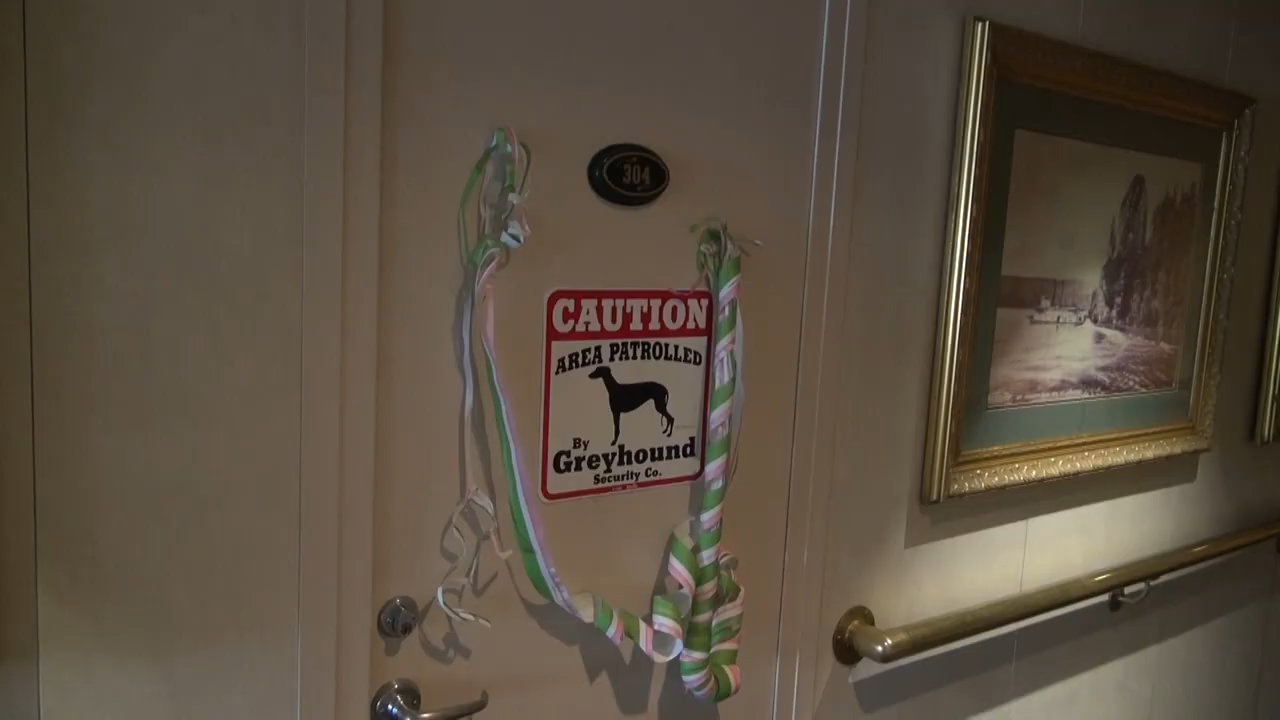 304
CAUTION
AREA PATROLLED
By
Greyhound
Security Co.